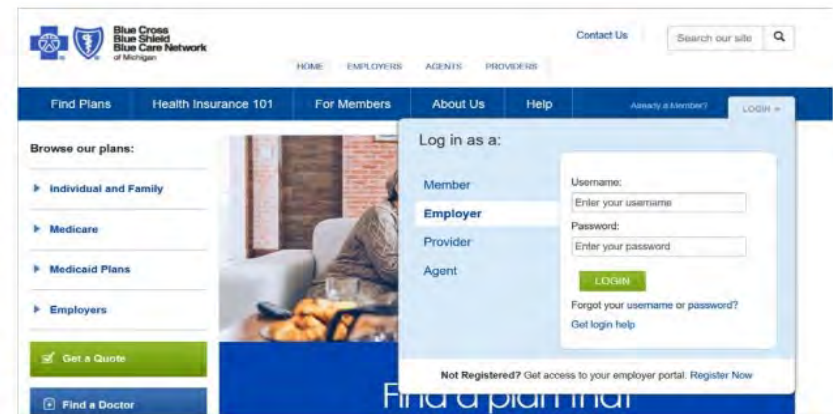 Blue Cross
Blue Shield
Blue Care Network
of Michigan
Contact Us
Search our site
HOME EMPLOYERS AGENTS PROVIDERS
Find Plans Health Insurance 101 For Members About Us Help Already a Member? LOGIN
Browse our plans:
Individual and Family
Medicare
Medicaid Plans
Employers
Get a Quote
Find a Doctor
Log in as a:
Member
Employer
Provider
Agent
Username:
Enter your username
Password:
Enter your password
LOGIN
Forgot your username or password?
Get login help
Not Registered? Get access to your employer portal. Register Now
Find a plan that